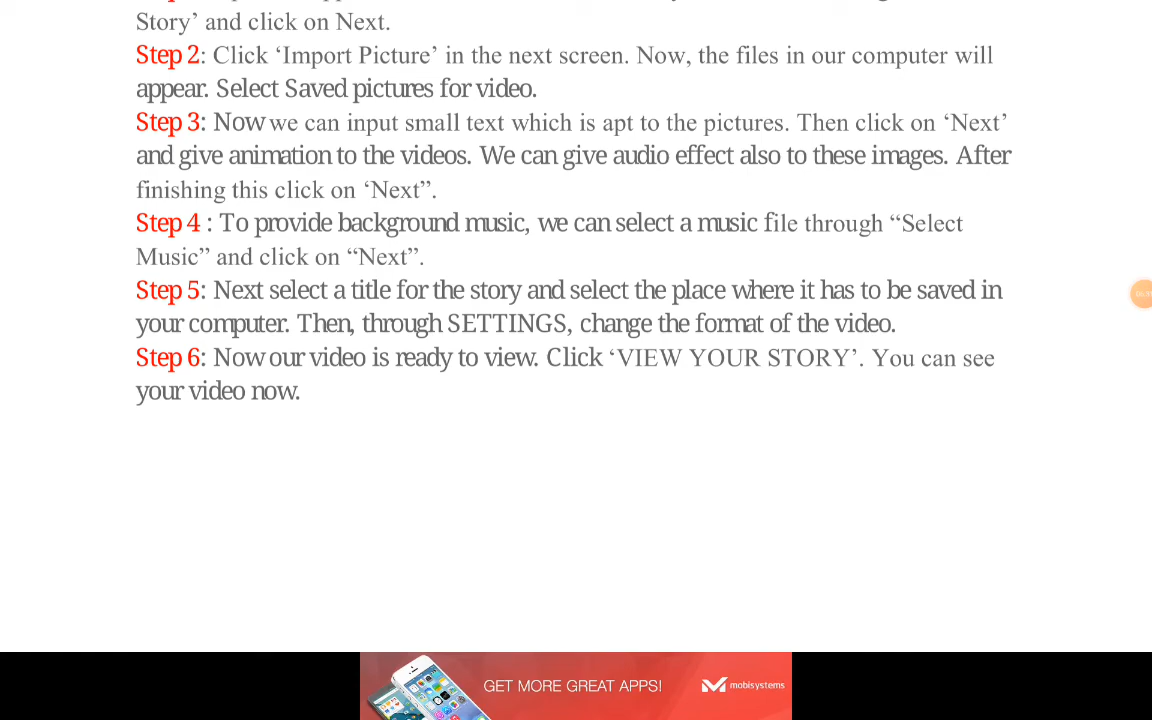 Story’ and click on Next.
Step 2: Click ‘Import Picture’ in the next screen. Now, the files in our computer will
appear. Select Saved pictures for video.
Step 3: Now we can input small text which is apt to the pictures. Then click on ‘Next’
and give animation to the videos. We can give audio effect also to these images. After
finishing this click on ‘Next”.
Step 4 : To provide background music, we can select a music file through “Select
Music” and click on “Next”.
Step 5: Next select a title for the story and select the place where it has to be saved in
your computer. Then, through SETTINGS, change the format of the video.
Step 6: Now our video is ready to view. Click ‘VIEW YOUR STORY’. You can see
your video now.
GET MORE GREAT APPS!
mobisystems